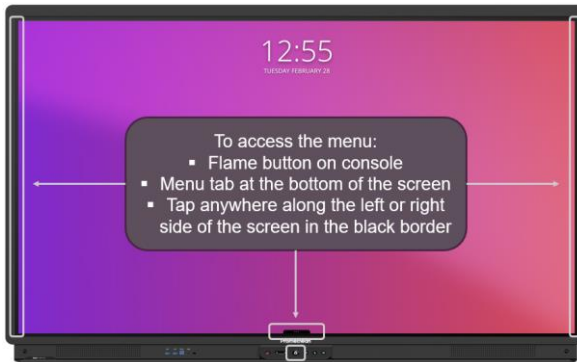 12:55
TUESDAY FEBRUARY 28
To access the menu:
▪ Flame button on console
▪ Menu tab at the bottom of the screen
▪ Tap anywhere along the left or right
side of the screen in the black border
Promethean